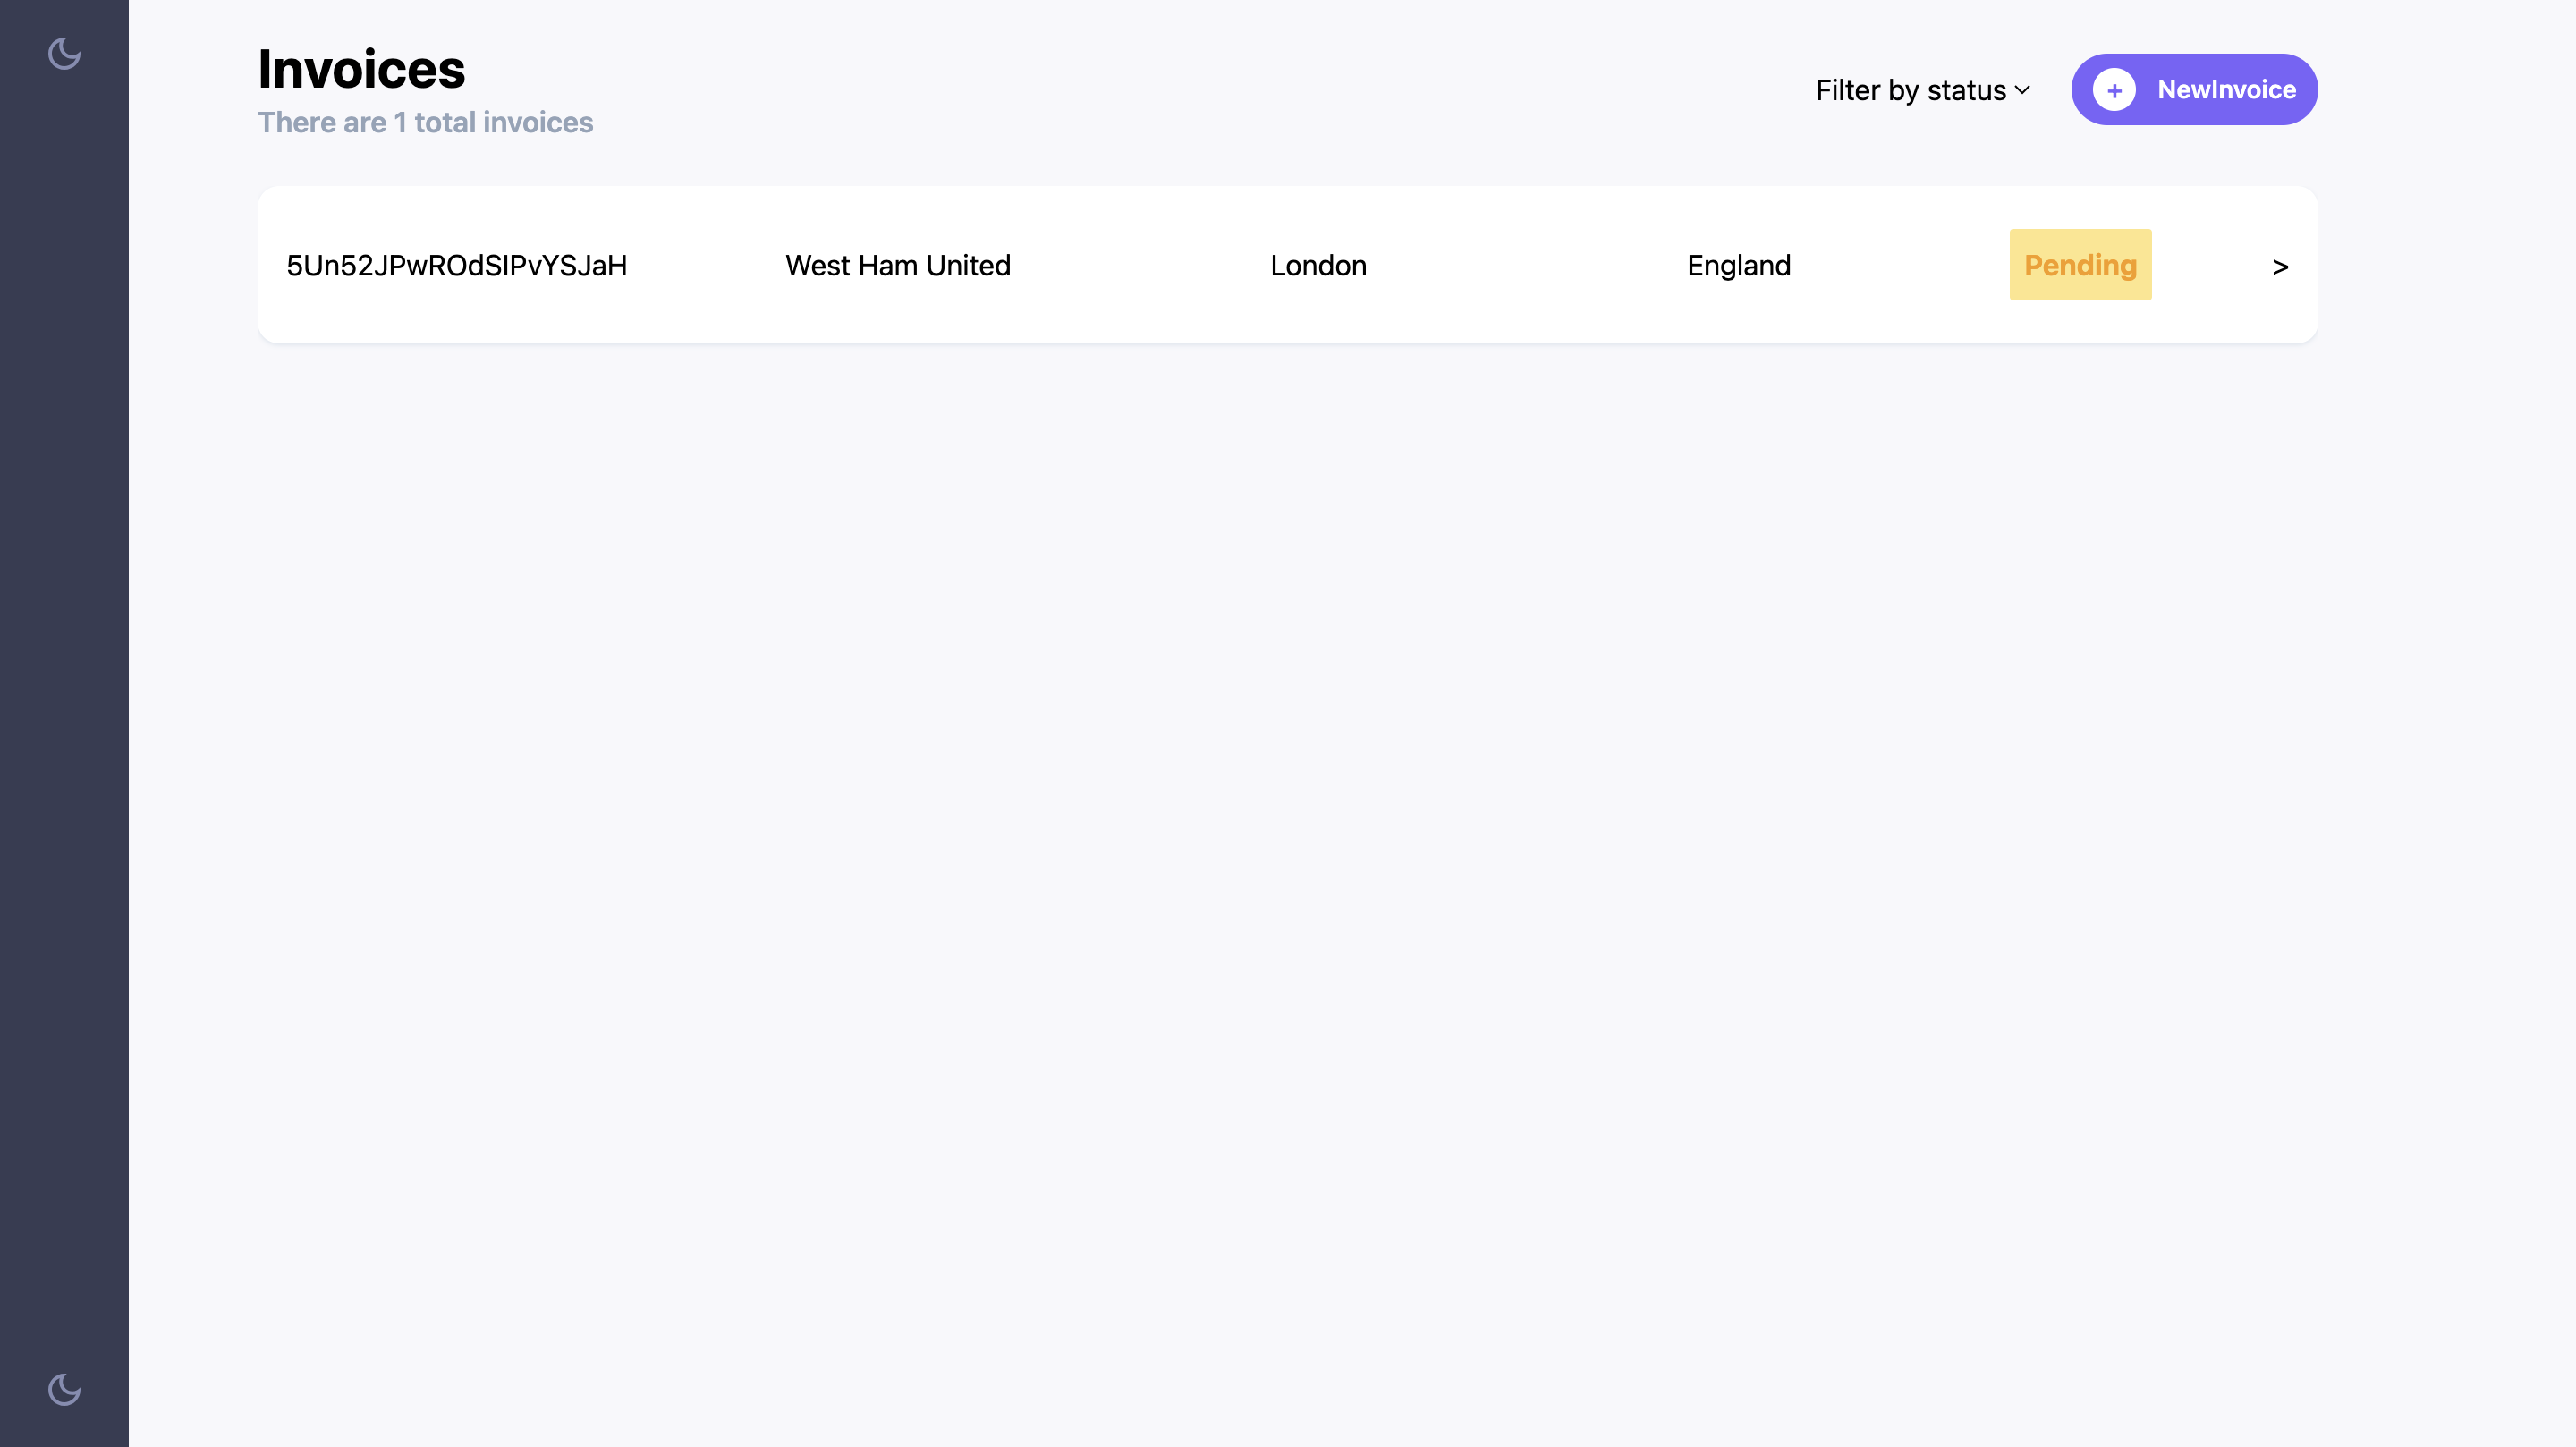 Invoices
There are 1 total invoices
Filter by status
+ NewInvoice
5Un52JPwROdSIPvYSJaH West Ham United London England Pending >